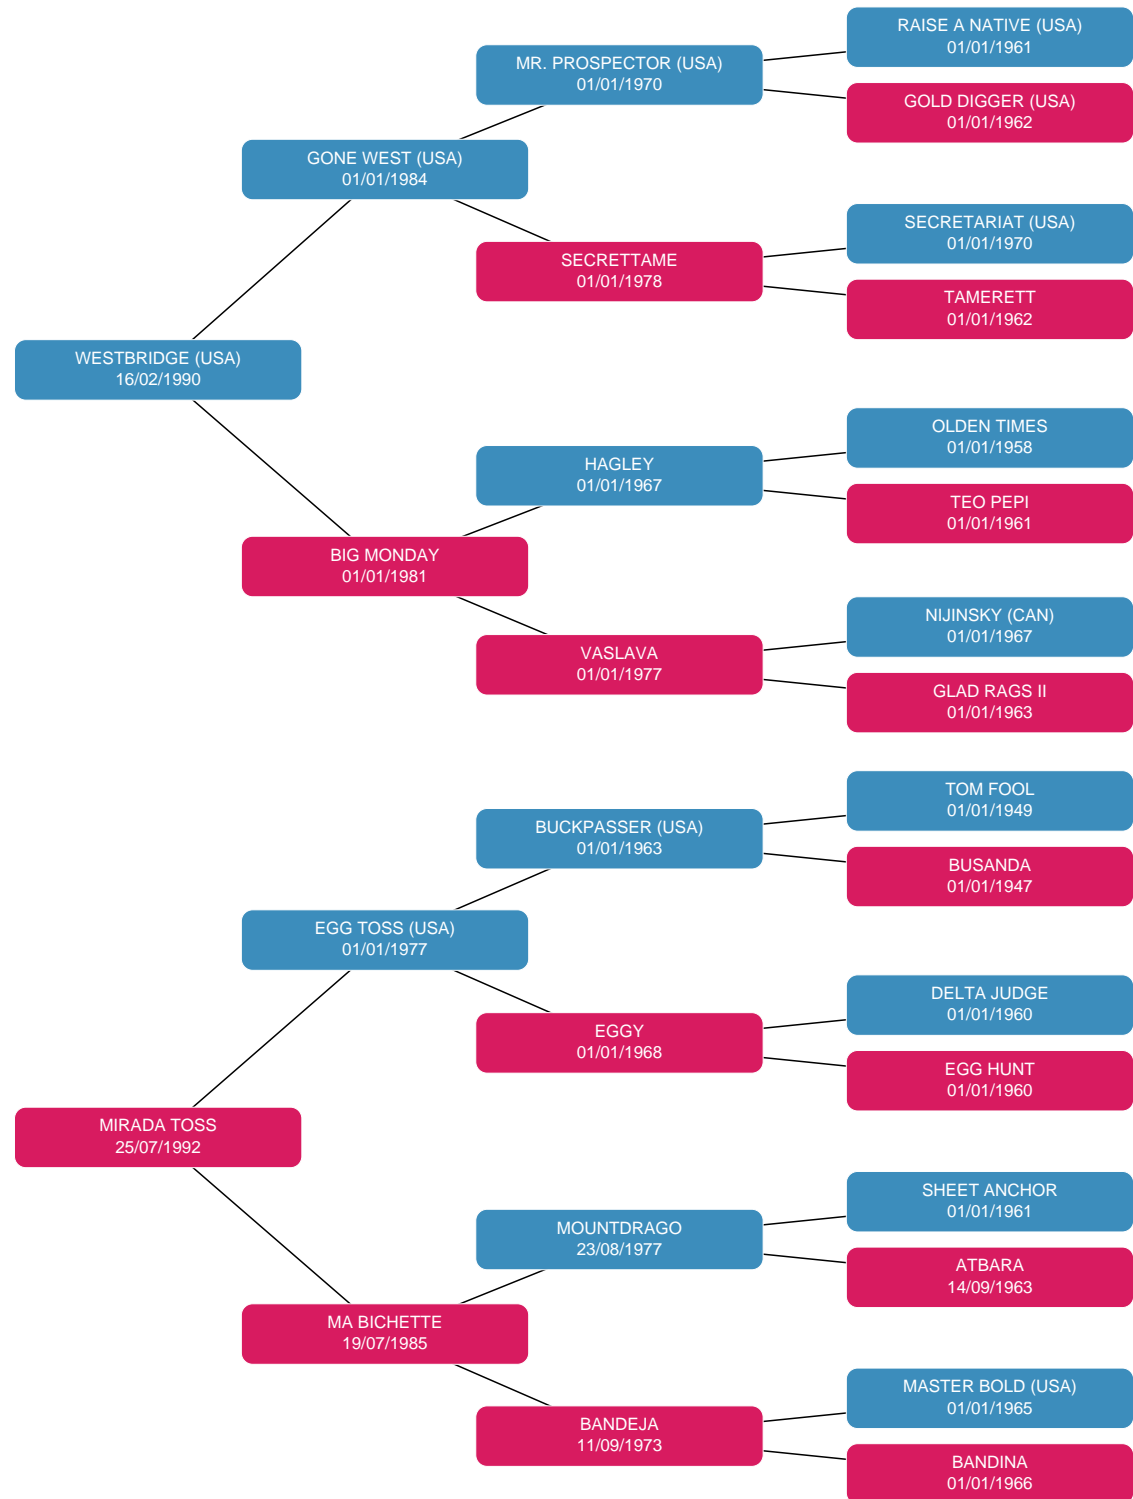 RAISE A NATIVE (USA)
01/01/1961
MR. PROSPECTOR (USA)
01/01/1970
GOLD DIGGER (USA)
01/01/1962
GONE WEST (USA)
01/01/1984
SECRETARIAT (USA)
01/01/1970
SECRETTAME
01/01/1978
TAMERETT
01/01/1962
WESTBRIDGE (USA)
16/02/1990
OLDEN TIMES
01/01/1958
HAGLEY
01/01/1967
TEO PEPI
01/01/1961
BIG MONDAY
01/01/1981
NIJINSKY (CAN)
01/01/1967
VASLAVA
01/01/1977
GLAD RAGS II
01/01/1963
TOM FOOL
01/01/1949
BUCKPASSER (USA)
01/01/1963
BUSANDA
01/01/1947
EGG TOSS (USA)
01/01/1977
DELTA JUDGE
01/01/1960
EGGY
01/01/1968
EGG HUNT
01/01/1960
MIRADA TOSS
25/07/1992
SHEET ANCHOR
01/01/1961
MOUNTDRAGO
23/08/1977
ATBARA
14/09/1963
MA BICHETTE
19/07/1985
MASTER BOLD (USA)
01/01/1965
BANDEJA
11/09/1973
BANDINA
01/01/1966